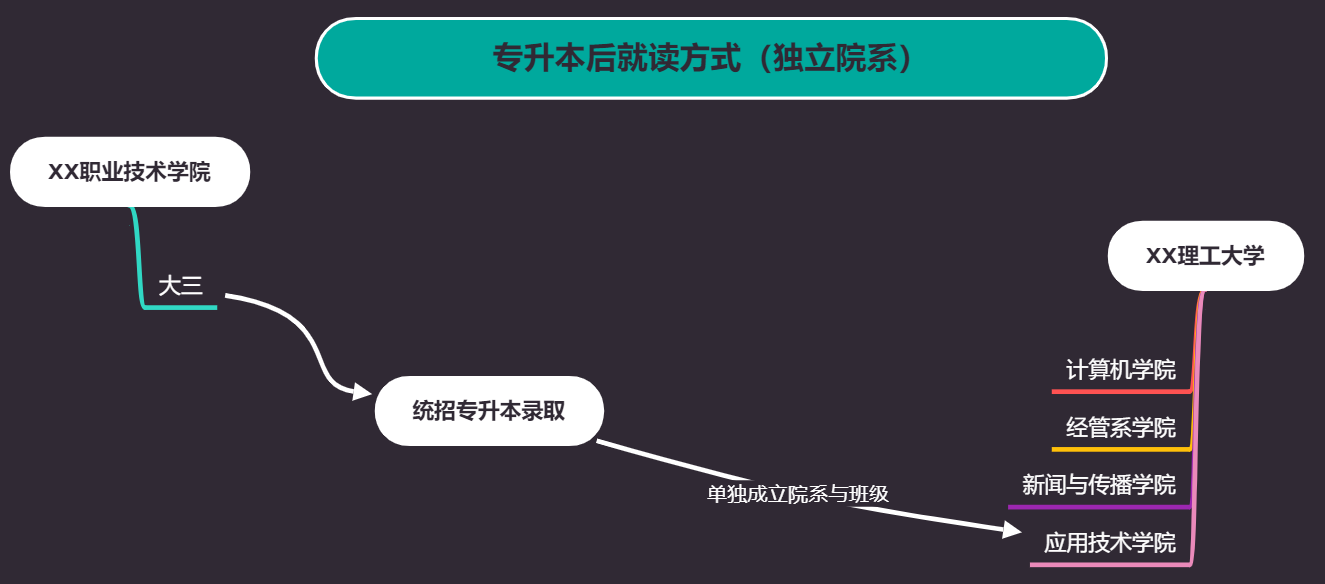 专升本后就读方式（独立院系）
XX职业技术学院
大三
统招专升本录取
单独成立院系与班级
XX理工大学
计算机学院
经管系学院
新闻与传播学院
应用技术学院